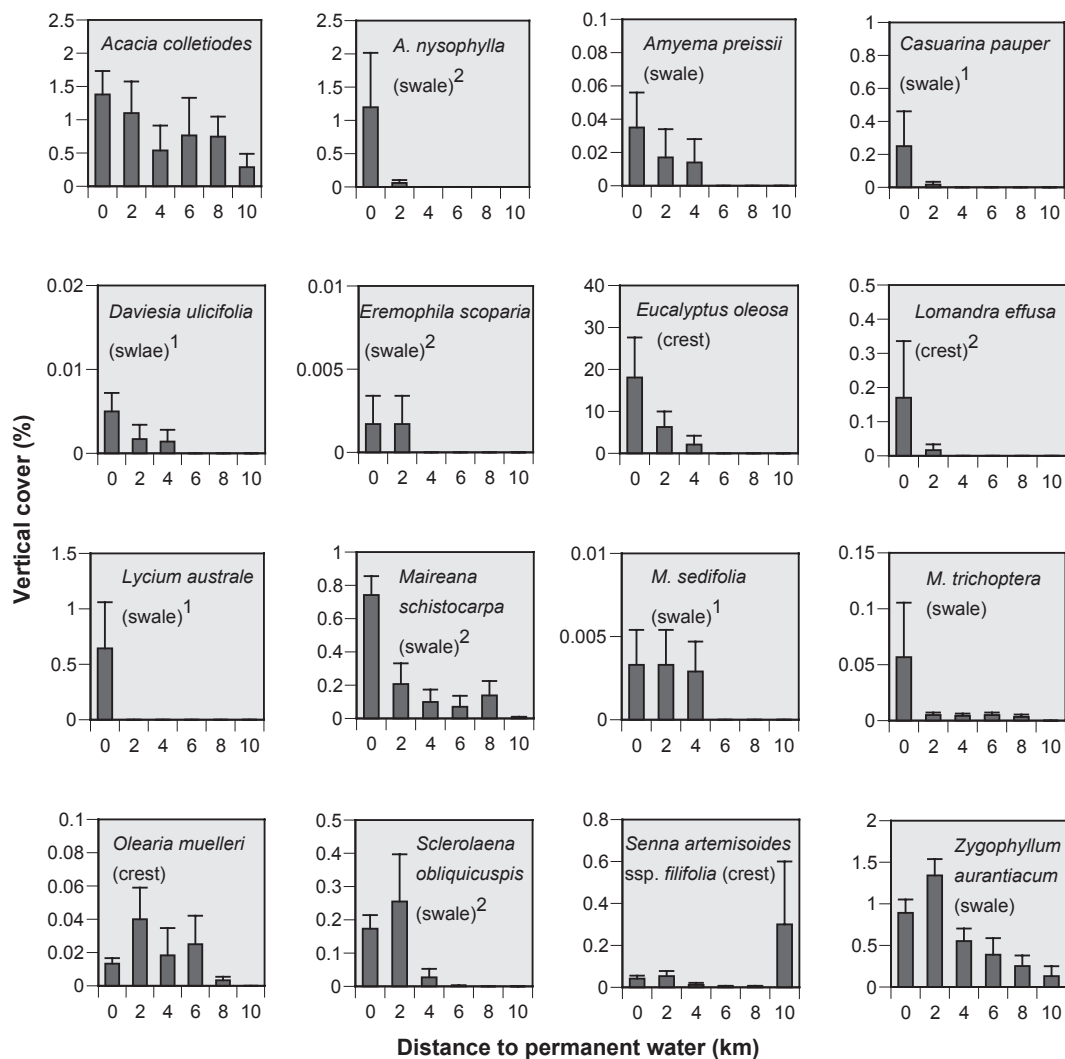 Vertical cover (%)
Acacia colletiodes
2.5
2
1.5
1
0.5
0
0 2 4 6 8 10
A. nysophylla
(swale)2
2.5
2
1.5
1
0.5
0
0 2 4 6 8 10
Amyema preissii
(swale)
0.1
0.08
0.06
0.04
0.02
0
0 2 4 6 8 10
Casuarina pauper
(swale)1
1
0.8
0.6
0.4
0.2
0
0 2 4 6 8 10
Daviesia ulicifolia
(swlae)1
0.02
0.01
0
0 2 4 6 8 10
Eremophila scoparia
(swale)2
0.01
0.005
0
0 2 4 6 8 10
Eucalyptus oleosa
(crest)
40
30
20
10
0
0 2 4 6 8 10
Lomandra effusa
(crest)2
0.5
0.4
0.3
0.2
0.1
0
0 2 4 6 8 10
Lycium australe
(swale)1
1.5
1
0.5
0
0 2 4 6 8 10
Maireana
schistocarpa
(swale)2
1
0.8
0.6
0.4
0.2
0
0 2 4 6 8 10
M. sedifolia
(swale)1
0.01
0.005
0
0 2 4 6 8 10
M. trichoptera
(swale)
0.15
0.1
0.05
0
0 2 4 6 8 10
Olearia muelleri
(crest)
0.1
0.08
0.06
0.04
0.02
0
0 2 4 6 8 10
Sclerolaena
obliquicuspis
(swale)2
0.5
0.4
0.3
0.2
0.1
0
0 2 4 6 8 10
Senna artemisoides
ssp. filifolia (crest)
0.8
0.6
0.4
0.2
0
0 2 4 6 8 10
Zygophyllum
aurantiacum
(swale)
2
1.5
1
0.5
0
0 2 4 6 8 10
Distance to permanent water (km)